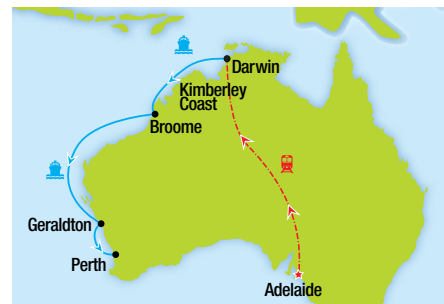 Darwin
Kimberley
Coast
Broome
Geraldton
Perth
Adelaide